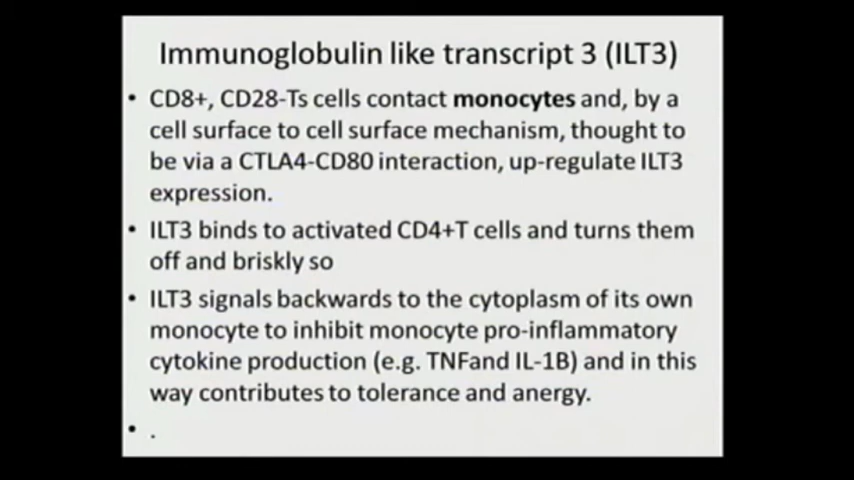 Immunoglobulin like transcript 3 (ILT3)
• CD8+, CD28-Ts cells contact monocytes and, by a
cell surface to cell surface mechanism, thought to
be via a CTLA4-CD80 interaction, up-regulate ILT3
expression.
• ILT3 binds to activated CD4+T cells and turns them
off and briskly so
• ILT3 signals backwards to the cytoplasm of its own
monocyte to inhibit monocyte pro-inflammatory
cytokine production (e.g. TNFand IL-1B) and in this
way contributes to tolerance and anergy.
• .